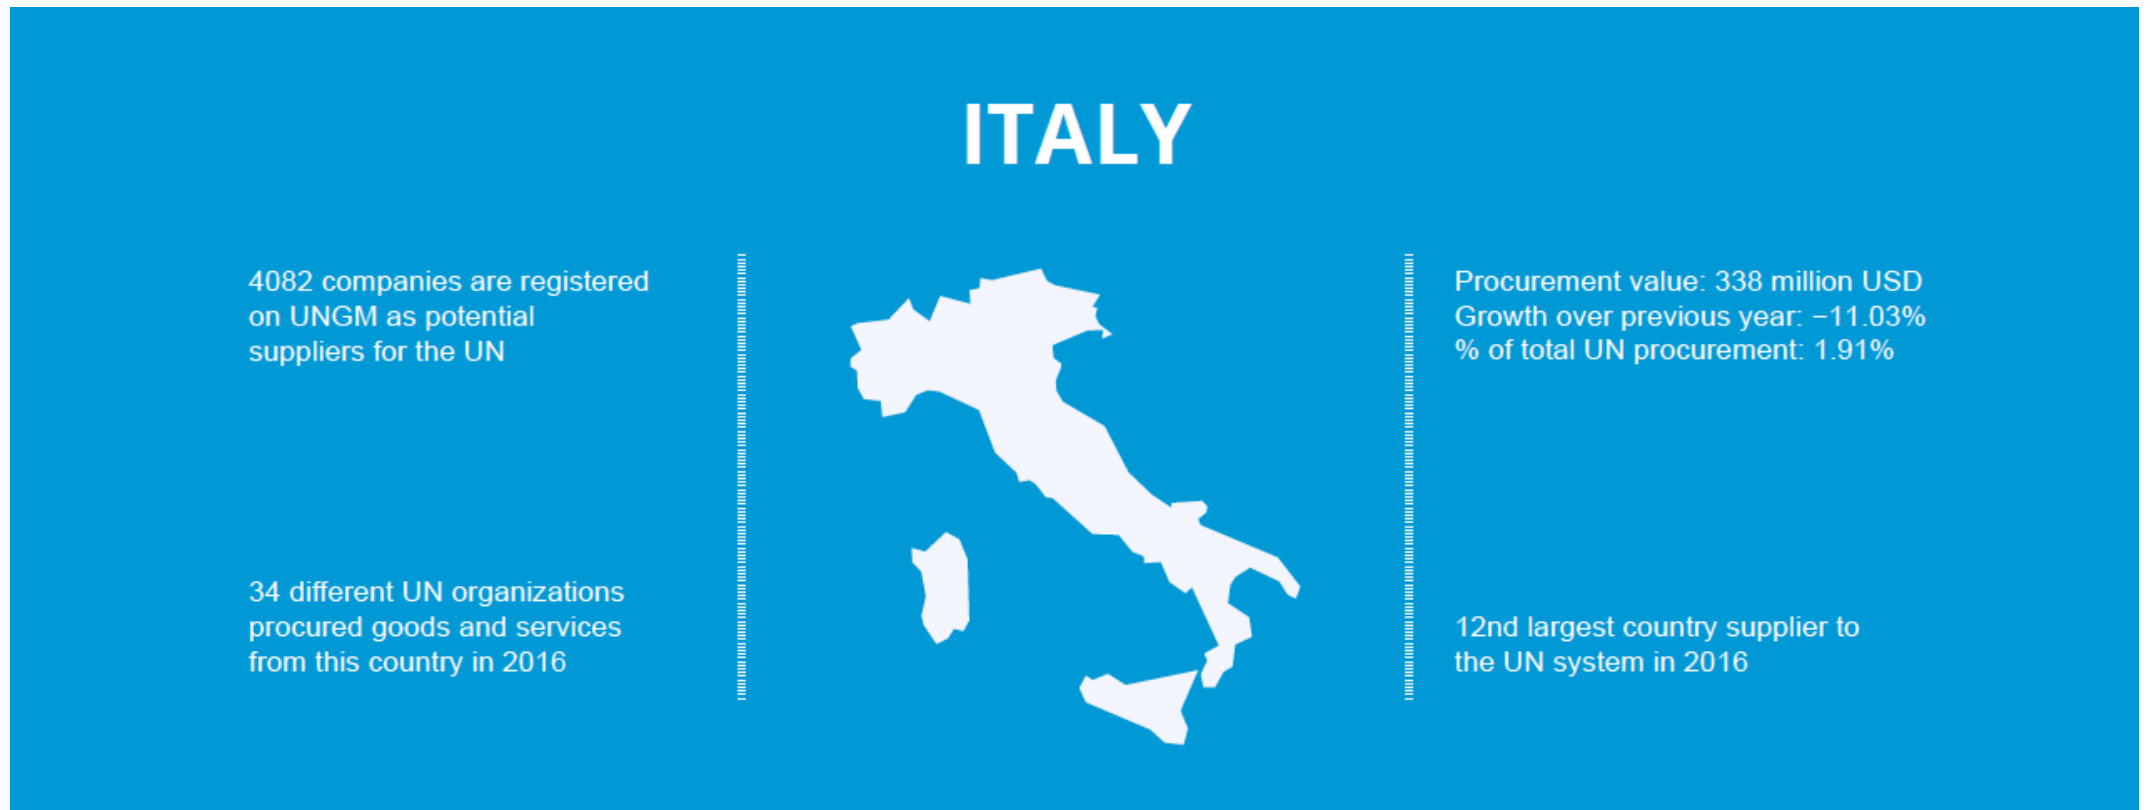 ITALY
4082 companies are registered
on UNGM as potential
suppliers for the UN
34 different UN organizations
procured goods and services
from this country in 2016
Procurement value: 338 million USD
Growth over previous year: −11.03%
% of total UN procurement: 1.91%
12nd largest country supplier to
the UN system in 2016